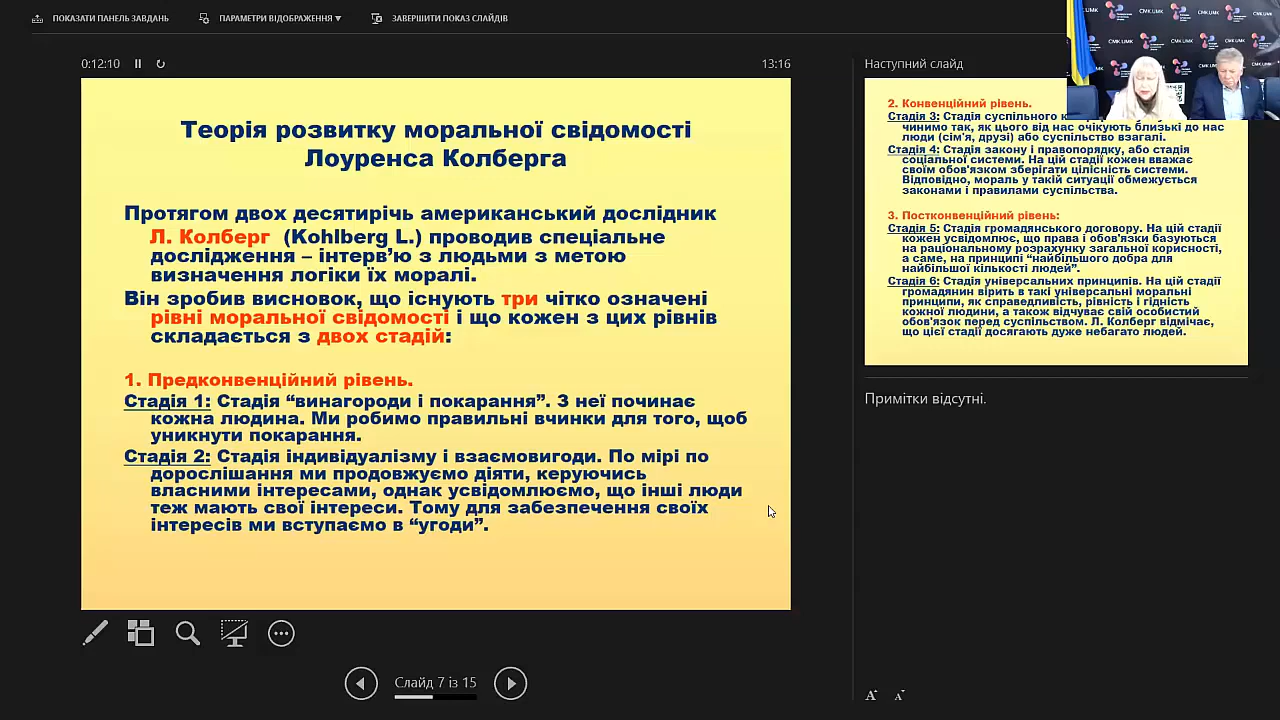 ПОКАЗАТИ ПАНЕЛЬ ЗАВДАНЬ
ПАРАМЕТРИ ВІДОБРАЖЕННЯ ▼
ЗАВЕРШИТИ ПОКАЗ СЛАЙДІВ
0:12:10
13:16
Теорія розвитку моральної свідомості
Лоуренса Колберга
Протягом двох десятирічь американський дослідник
Л. Колберг (Kohlberg L.) проводив спеціальне
дослідження – інтерв’ю з людьми з метою
визначення логіки їх моралі.
Він зробив висновок, що існують три чітко означені
рівні моральної свідомості і що кожен з цих рівнів
складається з двох стадій:
1. Предконвенційний рівень.
Стадія 1: Стадія “винагороди і покарання”. З неї починає
кожна людина. Ми робимо правильні вчинки для того, щоб
уникнути покарання.
Стадія 2: Стадія індивідуалізму і взаємовигоди. По мірі по
дорослішання ми продовжуємо діяти, керуючись
власними інтересами, однак усвідомлюємо, що інші люди
теж мають свої інтереси. Тому для забезпечення своїх
інтересів ми вступаємо в “угоди”.
Слайд 7 із 15
Наступний слайд
2. Конвенційний рівень.
Стадія 3: Стадія суспільного
чинимо так, як цього від нас очікують близькі до нас
люди (сім'я, друзі) або суспільство взагалі.
Стадія 4: Стадія закону і правопорядку, або стадія
соціальної системи. На цій стадії кожен вважає
своїм обов'язком зберігати цілісність системи.
Відповідно, мораль у такій ситуації обмежується
законами і правилами суспільства.
3. Постконвенційний рівень:
Стадія 5: Стадія громадянського договору. На цій стадії
кожен усвідомлює, що права і обов'язки базуються
на раціональному розрахунку загальної корисності,
а саме, на принципі “найбільшого добра для
найбільшої кількості людей”.
Стадія 6: Стадія універсальних принципів. На цій стадії
громадянин вірить в такі універсальні моральні
принципи, як справедливість, рівність і гідність
кожної людини, а також відчуває свій особистий
обов'язок перед суспільством. Л. Колберг відмічає,
що цієї стадії досягають дуже небагато людей.
Примітки відсутні.
CMK.UMK
CMK.UMK
CMK.UMK
CMK.UMK